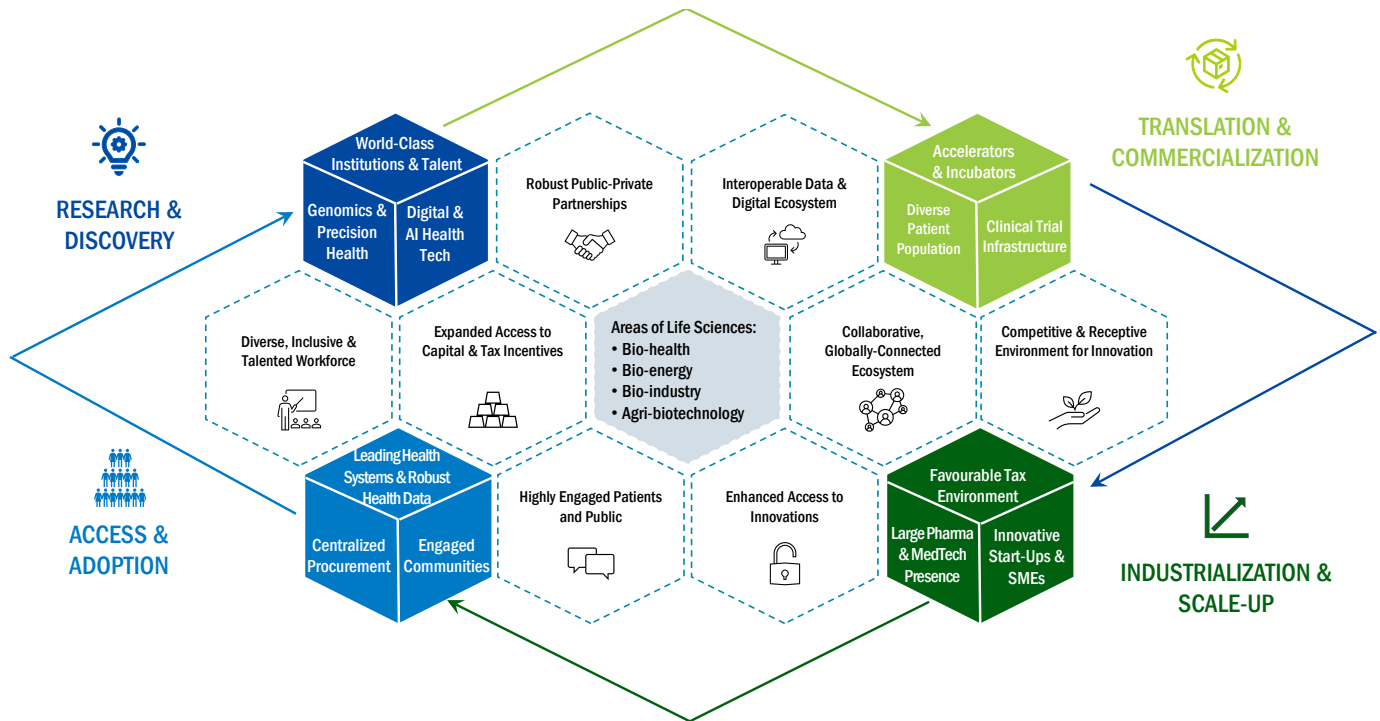 RESEARCH &
DISCOVERY
World-Class
Institutions & Talent
Genomics &
Precision
Health
Digital &
AI Health
Tech
Robust Public-Private
Partnerships
Interoperable Data &
Digital Ecosystem
Accelerators
& Incubators
Diverse
Patient
Population
Clinical Trial
Infrastructure
TRANSLATION &
COMMERCIALIZATION
Diverse, Inclusive &
Talented Workforce
Expanded Access to
Capital & Tax Incentives
Areas of Life Sciences:
• Bio-health
• Bio-energy
• Bio-industry
• Agri-biotechnology
Collaborative,
Globally-Connected
Ecosystem
Competitive & Receptive
Environment for Innovation
ACCESS &
ADOPTION
Leading Health
Systems & Robust
Health Data
Centralized
Procurement
Engaged
Communities
Highly Engaged Patients
and Public
Enhanced Access to
Innovations
Favourable Tax
Environment
Large Pharma
& MedTech
Presence
Innovative
Start-Ups &
SMEs
INDUSTRIALIZATION &
SCALE-UP